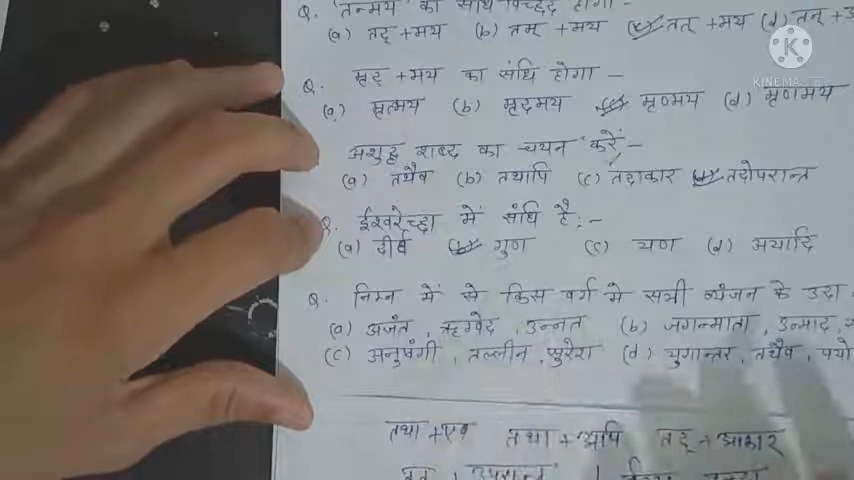 Q. 'तन्मय' का संधि विच्छेद होगा -
(a) तद् +मय (b) तम् +मय (c) तत् +मय (d) तन् +
Q. मृद् +मय का संधि होगा -
(a) मृत्मय (b) मृद्मय (c) मृण्मय (d) मृणमय
अशुद्ध शब्द का चयन करें -
(a) तथैव (b) तथापि (c) तदाकार (d) तदोपरान्त
Q. ईश्वरेच्छा में संधि है :-
(a) दीर्घ (b) गुण (c) यण (d) अयादि
Q. निम्न में से किस वर्ग मे सभी व्यंजन के उदा
(a) अजंत , ऋग्वेद , उन्नत (b) जगन्माता , उन्माद,
(c) अनुषंगी , तल्लीन , सुरेश (d) युगान्तर, तथैव, पयो
तथा +एव तथा +अपि तद् + आकार
KINEMASTER